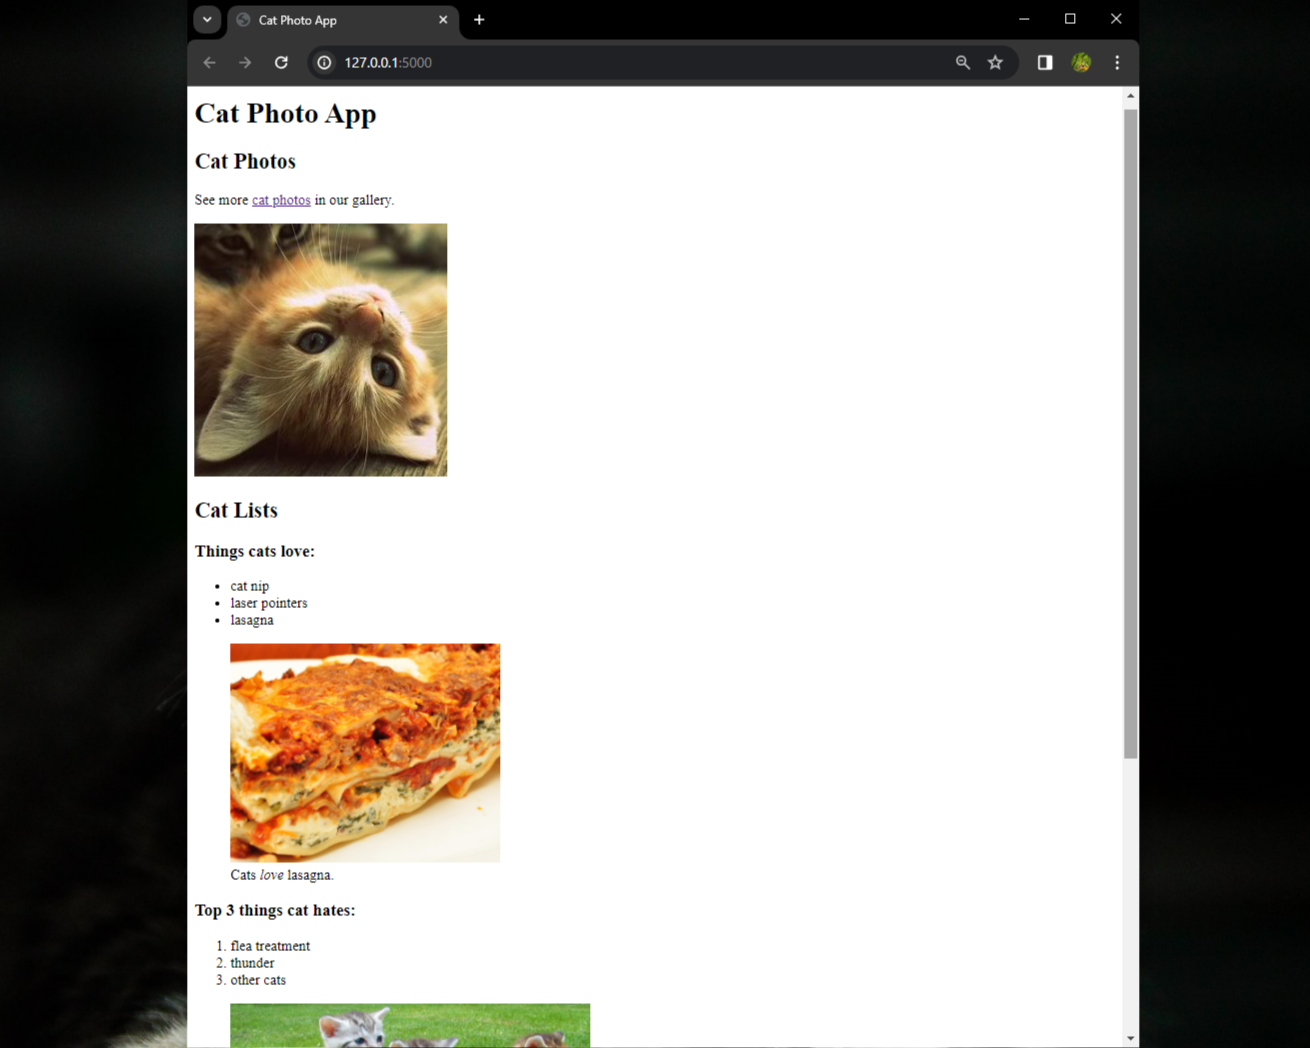 Cat Photo App
127.0.0.1:5000
Cat Photo App
Cat Photos
See more cat photos in our gallery.
Cat Lists
Things cats love:
• cat nip
• laser pointers
• lasagna
Cats love lasagna.
Top 3 things cat hates:
1. flea treatment
2. thunder
3. other cats